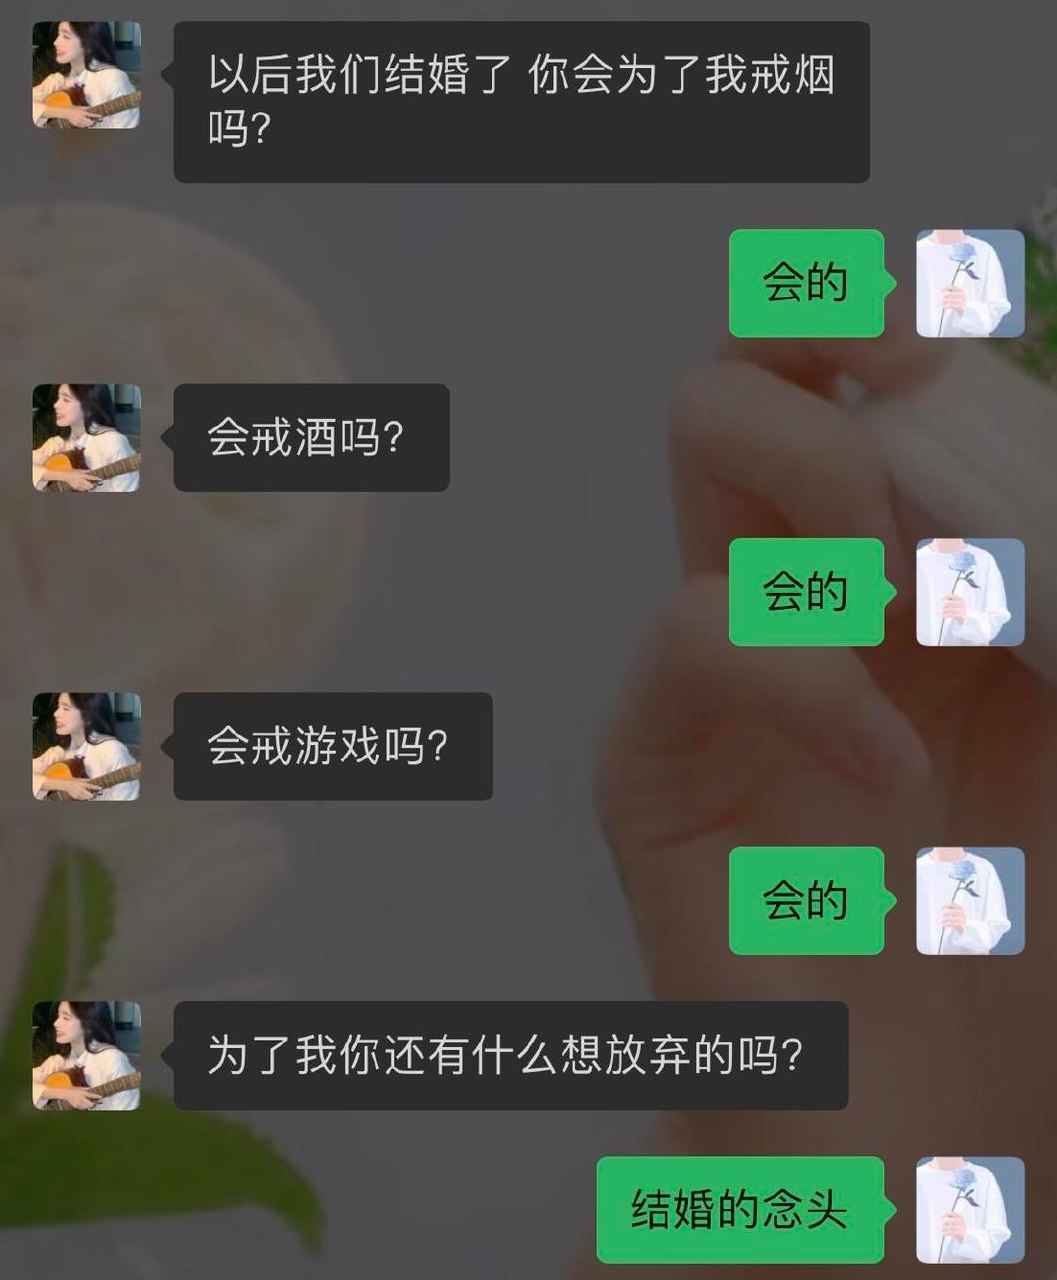 以后我们结婚了 你会为了我戒烟
吗?
会的
会戒酒吗?
会的
会戒游戏吗?
会的
为了我你还有什么想放弃的吗?
结婚的念头